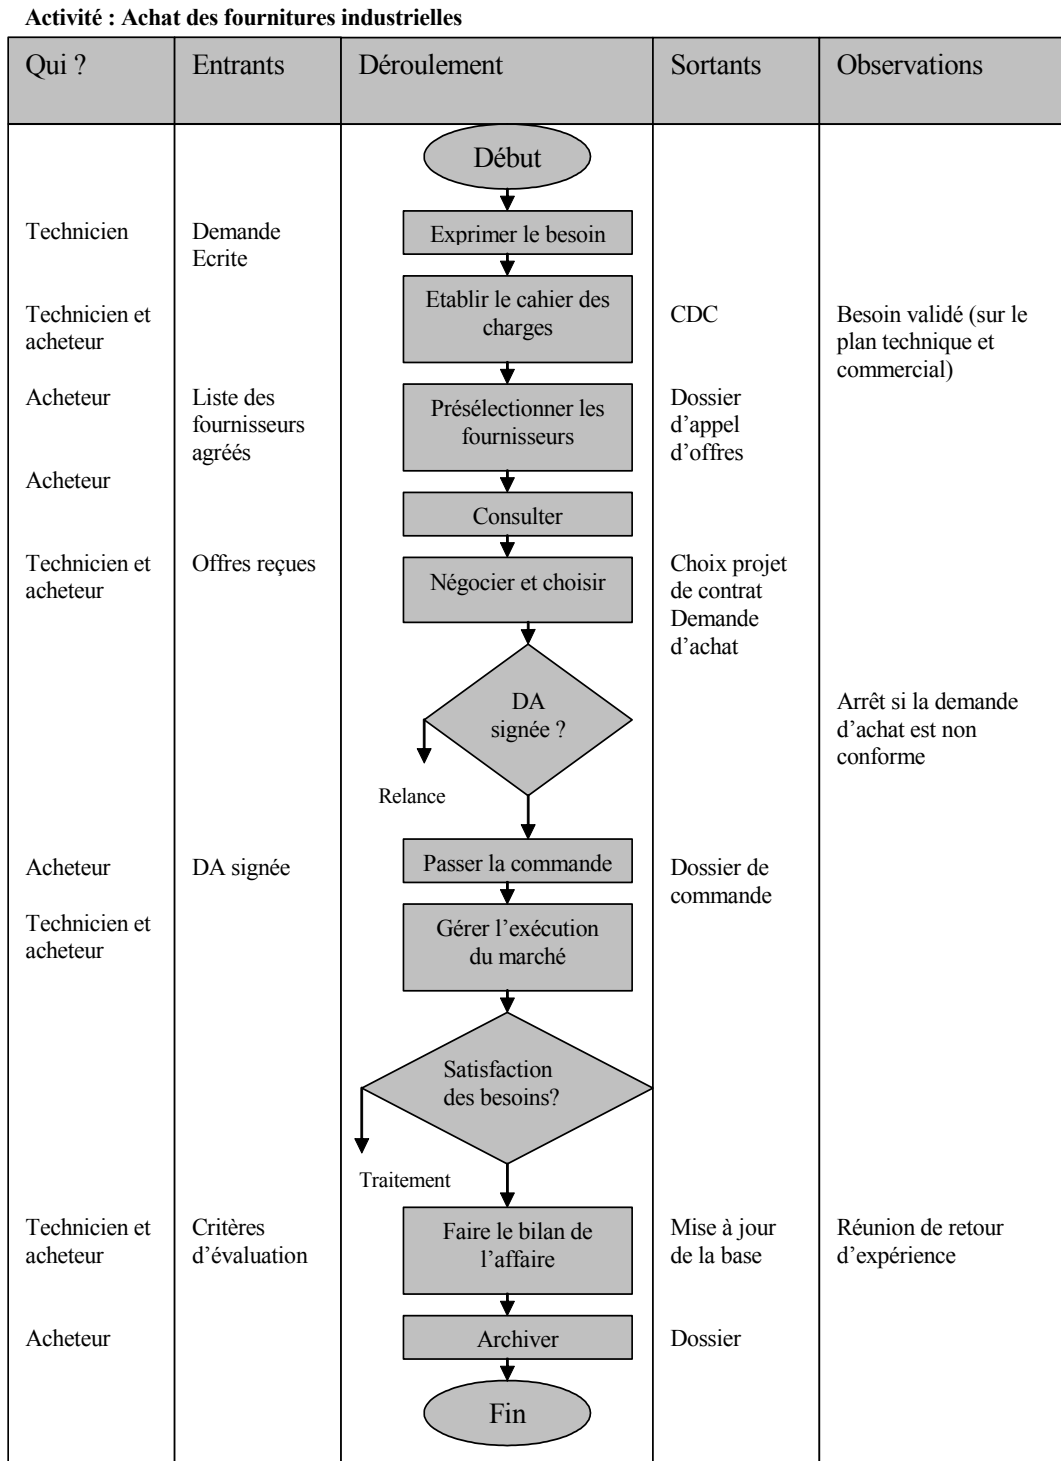 Activité : Achat des fournitures industrielles
Qui ?
Entrants
Déroulement
Sortants
Observations
Début
Technicien
Demande
Ecrite
Exprimer le besoin
Technicien et
acheteur
Etablir le cahier des
charges
CDC
Besoin validé (sur le
plan technique et
commercial)
Acheteur
Liste des
fournisseurs
agréés
Présélectionner les
fournisseurs
Dossier
d’appel
d’offres
Acheteur
Consulter
Technicien et
acheteur
Offres reçues
Négocier et choisir
Choix projet
de contrat
Demande
d’achat
DA
signée ?
Relance
Arrêt si la demande
d’achat est non
conforme
Acheteur
DA signée
Passer la commande
Dossier de
commande
Technicien et
acheteur
Gérer l’exécution
du marché
Satisfaction
des besoins?
Traitement
Technicien et
acheteur
Critères
d’évaluation
Faire le bilan de
l’affaire
Mise à jour
de la base
Réunion de retour
d’expérience
Acheteur
Archiver
Dossier
Fin